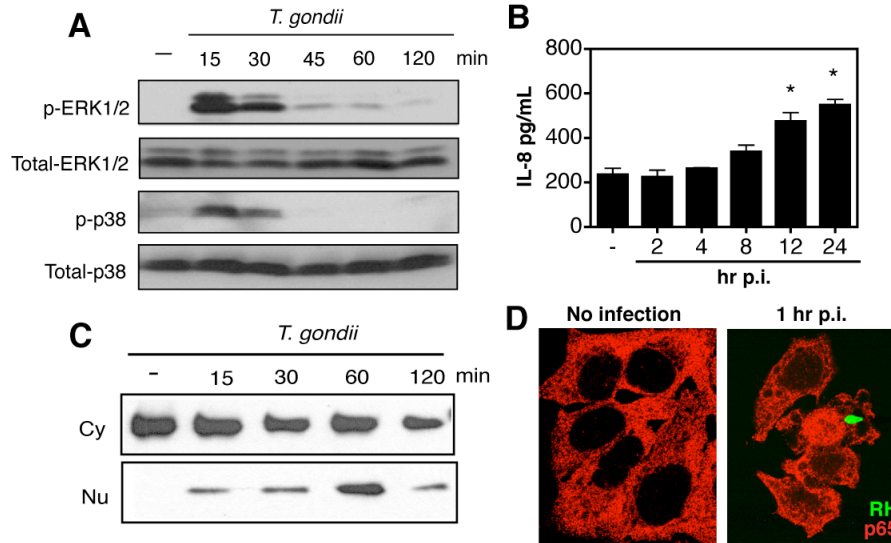 A
T. gondii
– 15 30 45 60 120 min
p-ERK1/2
Total-ERK1/2
p-p38
Total-p38
B
IL-8 pg/mL
800
600
400
200
0
* *
- 2 4 8 12 24
hr p.i.
C
T. gondii
- 15 30 60 120 min
Cy
Nu
D
No infection 1 hr p.i.
RH
p65